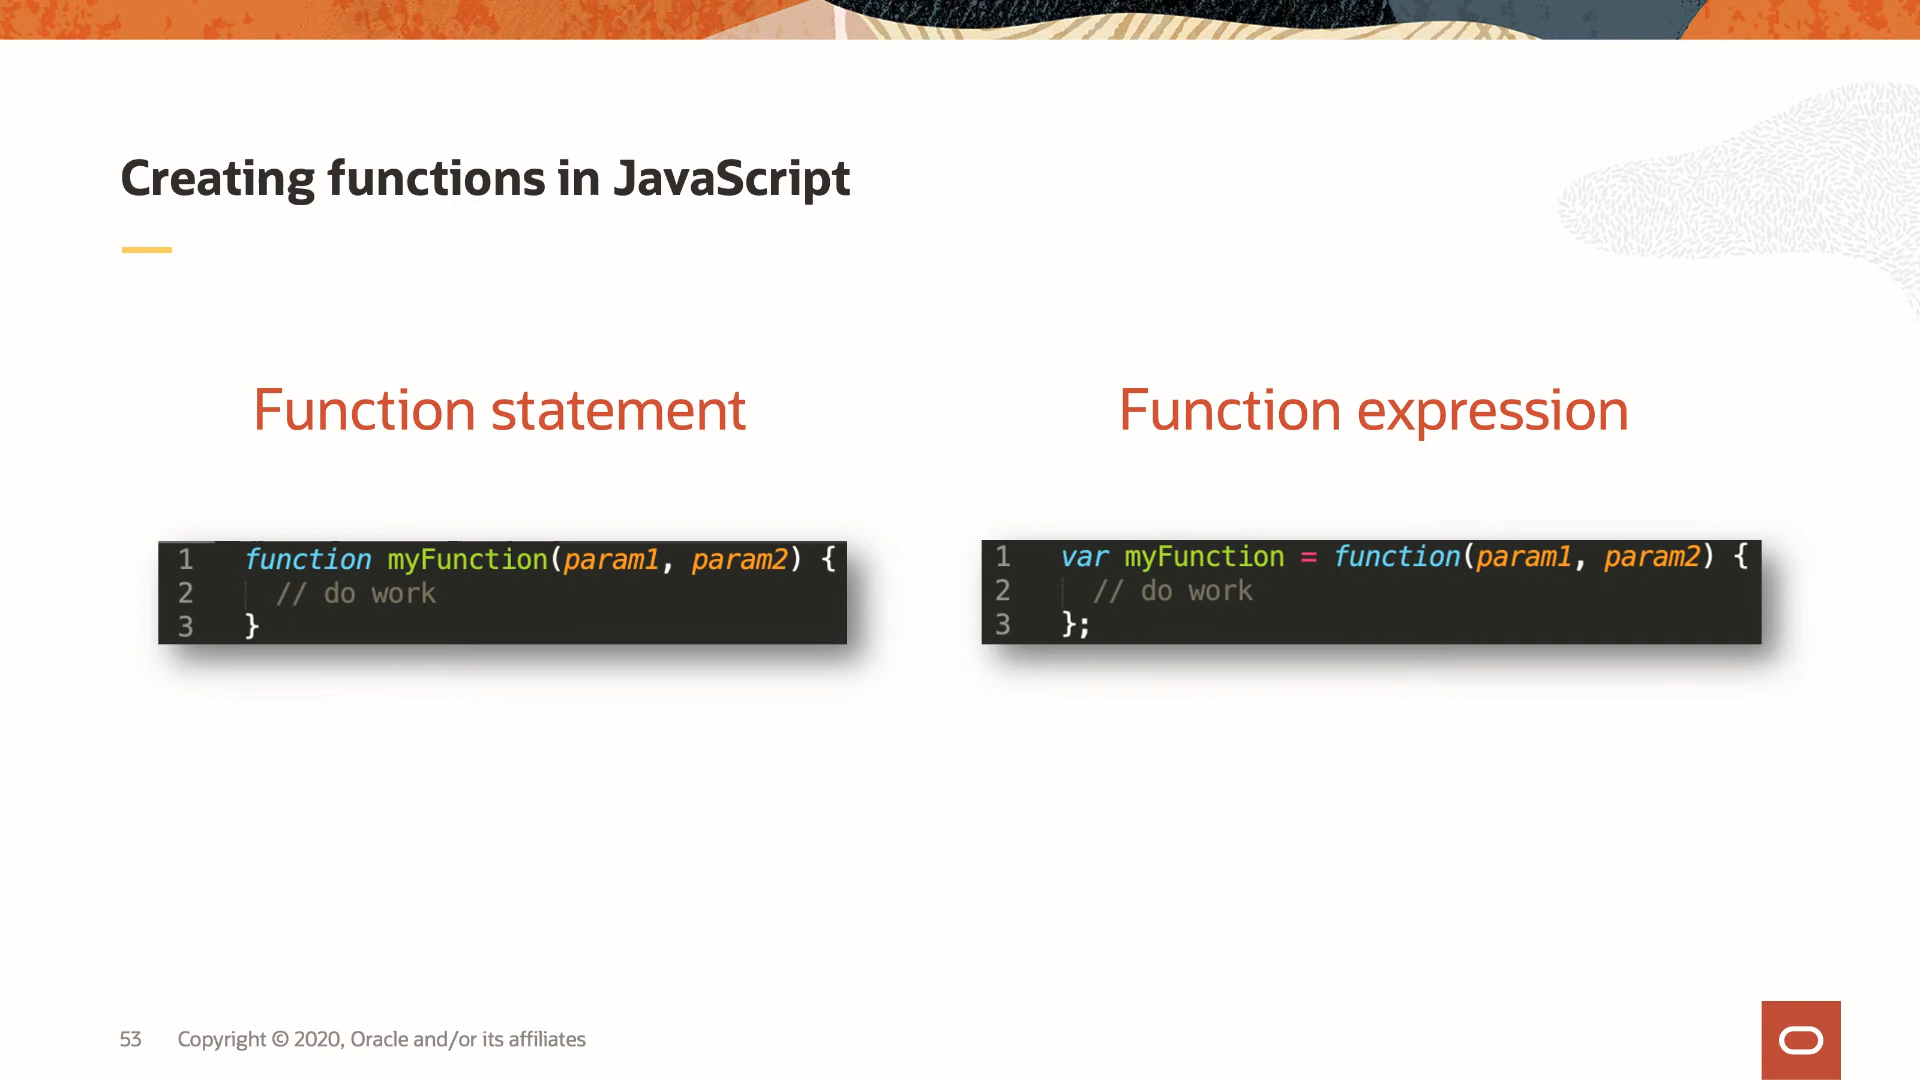 Creating functions in JavaScript
Function statement
1 function myFunction(param1, param2) {
2 // do work
3 }
Function expression
1 var myFunction = function(param1, param2) {
2 // do work
3 };
53 Copyright © 2020, Oracle and/or its affiliates